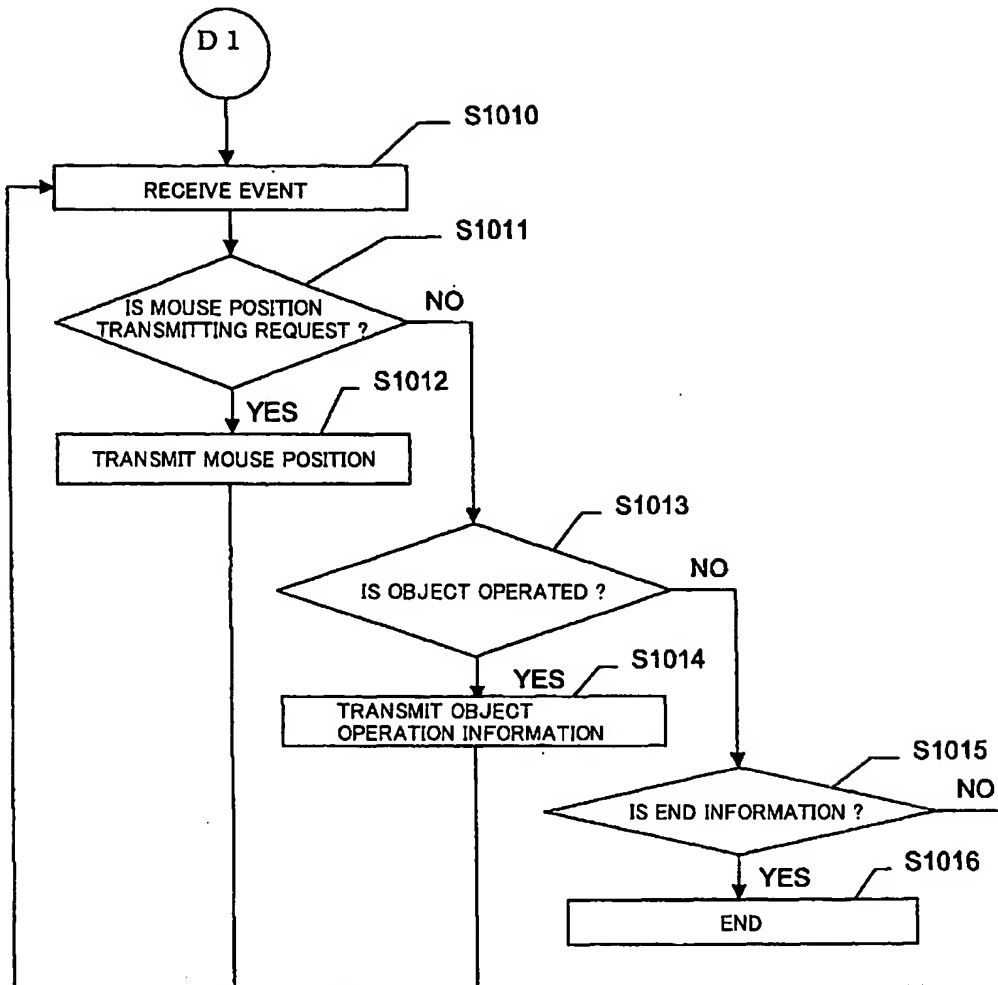 D 1
S1010
RECEIVE EVENT
S1011
IS MOUSE POSITION
TRANSMITTING REQUEST ?
NO
S1012
YES
TRANSMIT MOUSE POSITION
S1013
IS OBJECT OPERATED ?
NO
S1014
YES
TRANSMIT OBJECT
OPERATION INFORMATION
S1015
IS END INFORMATION ?
NO
S1016
YES
END